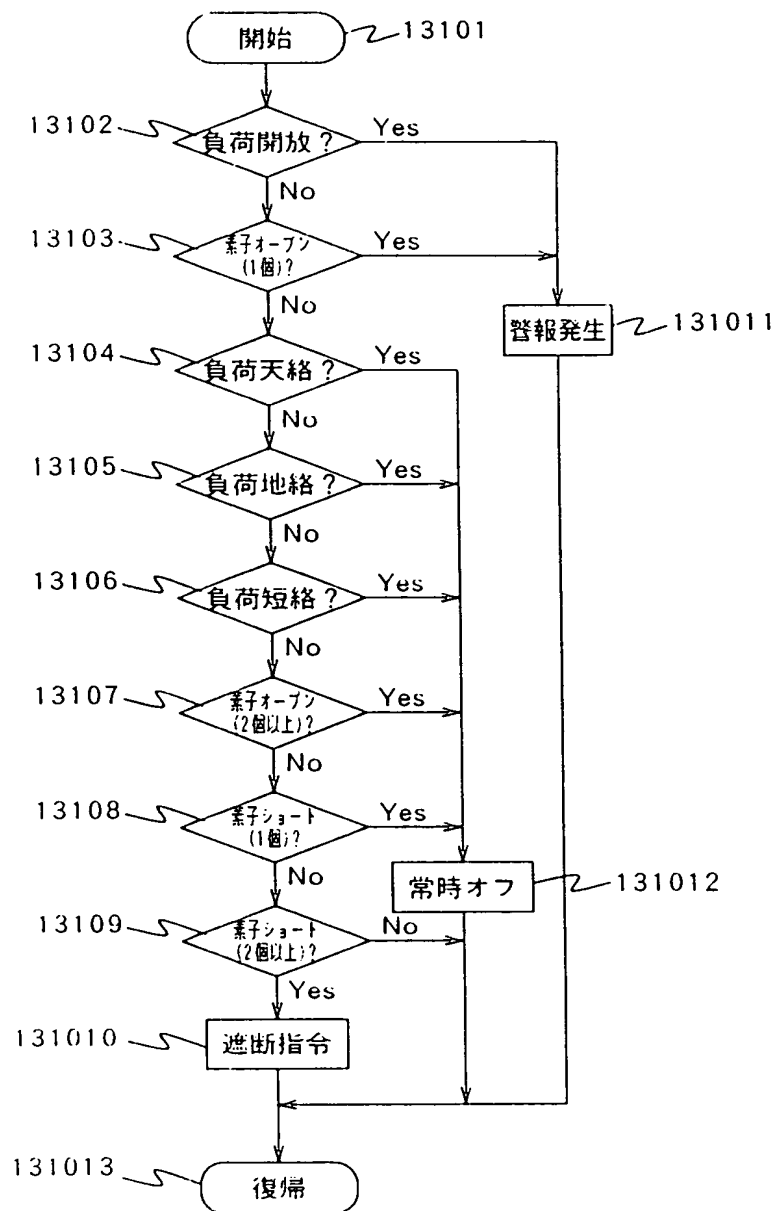 開始
13101
13102
負荷開放?
Yes
No
13103
素子オープン
(1個)?
Yes
No
警報発生
131011
13104
負荷天絡?
Yes
No
13105
負荷地絡?
Yes
No
13106
負荷短絡?
Yes
No
13107
素子オープン
(2個以上)?
Yes
No
13108
素子ショート
(1個)?
Yes
No
常時オフ
131012
13109
素子ショート
(2個以上)?
No
Yes
131010
遮断指令
131013
復帰